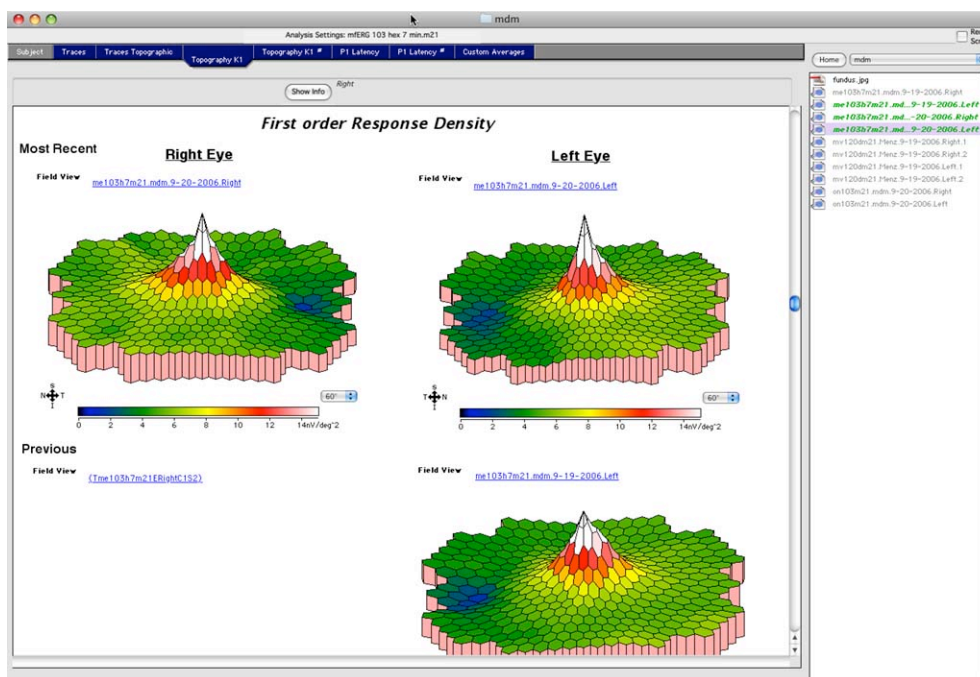 mdm
Analysis Settings: mfERG 103 hex 7 min.m21
Subject Traces Traces Topographic Topography K1 Topography K1 # P1 Latency P1 Latency # Custom Averages
Home mdm
Show Info Right
First order Response Density
Most Recent
Right Eye
Left Eye
Field View me103h7m21.mdm.9-20-2006.Right
Field View me103h7m21.mdm.9-20-2006.Left
S
N T
I
60°
0 2 4 6 8 10 12 14nV/deg^2
S
T N
I
60°
0 2 4 6 8 10 12 14nV/deg^2
Previous
Field View {Tme103h7m21ERightC1S2}
Field View me103h7m21.mdm.9-19-2006.Left
fundus.jpg
me103h7m21.mdm.9-19-2006.Right
me103h7m21.md...9-19-2006.Left
me103h7m21.md...-20-2006.Right
me103h7m21.md...9-20-2006.Left
mv120dm21.Menz.9-19-2006.Right.1
mv120dm21.Menz.9-19-2006.Right.2
mv120dm21.Menz.9-19-2006.Left.1
mv120dm21.Menz.9-19-2006.Left.2
on103m21.mdm.9-20-2006.Right
on103m21.mdm.9-20-2006.Left